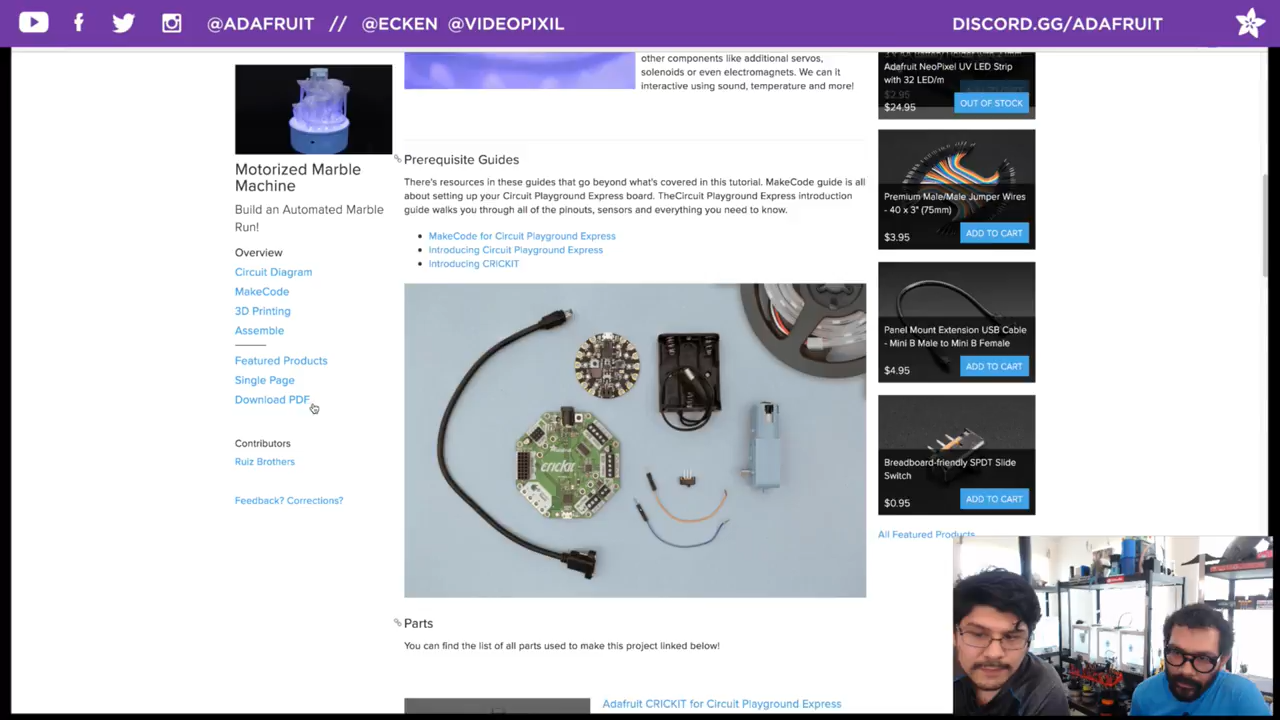 @ADAFRUIT // @ECKEN @VIDEOPIXIL
DISCORD.GG/ADAFRUIT
Motorized Marble
Machine
Build an Automated Marble
Run!
Overview
Circuit Diagram
MakeCode
3D Printing
Assemble
Featured Products
Single Page
Download PDF
Contributors
Ruiz Brothers
Feedback? Corrections?
other components like additional servos,
solenoids or even electromagnets. We can it
interactive using sound, temperature and more!
Prerequisite Guides
There's resources in these guides that go beyond what's covered in this tutorial. MakeCode guide is all
about setting up your Circuit Playground Express board. TheCircuit Playground Express introduction
guide walks you through all of the pinouts, sensors and everything you need to know.
MakeCode for Circuit Playground Express
Introducing Circuit Playground Express
Introducing CRICKIT
crickit
Parts
You can find the list of all parts used to make this project linked below!
Adafruit CRICKIT for Circuit Playground Express
Adafruit NeoPixel UV LED Strip
with 32 LED/m
$24.95
OUT OF STOCK
Premium Male/Male Jumper Wires
- 40 x 3" (75mm)
$3.95
ADD TO CART
Panel Mount Extension USB Cable
- Mini B Male to Mini B Female
$4.95
ADD TO CART
Breadboard-friendly SPDT Slide
Switch
$0.95
ADD TO CART
All Featured Products